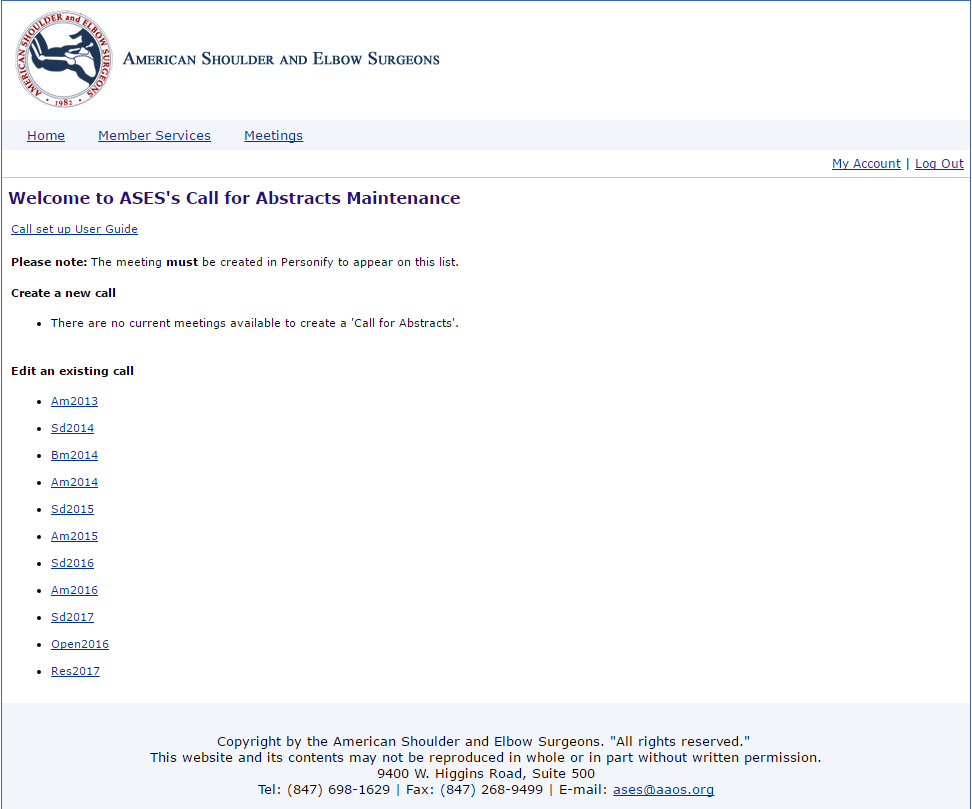 AMERICAN SHOULDER and ELBOW SURGEONS
• 1982 •
AMERICAN SHOULDER AND ELBOW SURGEONS
Home Member Services Meetings
My Account | Log Out
Welcome to ASES's Call for Abstracts Maintenance
Call set up User Guide
Please note: The meeting must be created in Personify to appear on this list.
Create a new call
• There are no current meetings available to create a 'Call for Abstracts'.
Edit an existing call
• Am2013
• Sd2014
• Bm2014
• Am2014
• Sd2015
• Am2015
• Sd2016
• Am2016
• Sd2017
• Open2016
• Res2017
Copyright by the American Shoulder and Elbow Surgeons. "All rights reserved."
This website and its contents may not be reproduced in whole or in part without written permission.
9400 W. Higgins Road, Suite 500
Tel: (847) 698-1629 | Fax: (847) 268-9499 | E-mail: ases@aaos.org